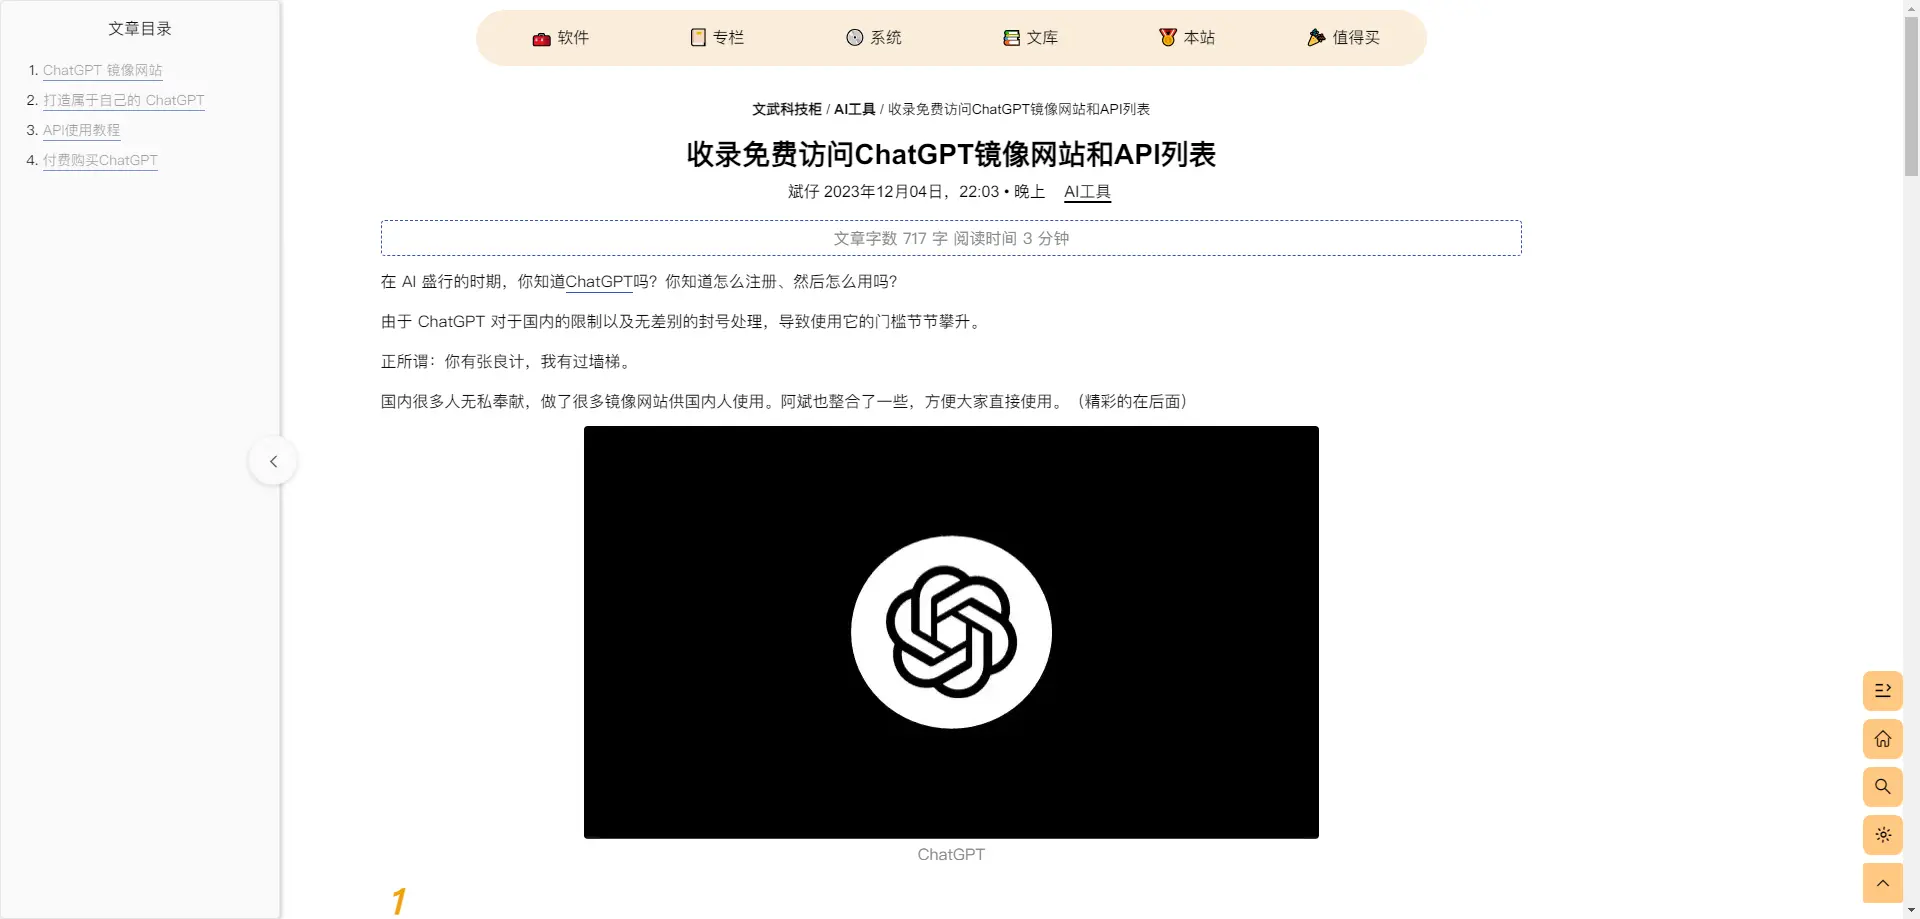 文章目录
1. ChatGPT 镜像网站
2. 打造属于自己的 ChatGPT
3. API使用教程
4. 付费购买ChatGPT
软件 专栏 系统 文库 本站 值得买
文武科技柜 / AI工具 / 收录免费访问ChatGPT镜像网站和API列表
收录免费访问ChatGPT镜像网站和API列表
斌仔 2023年12月04日，22:03 • 晚上 AI工具
文章字数 717 字 阅读时间 3 分钟
在 AI 盛行的时期，你知道ChatGPT吗？你知道怎么注册、然后怎么用吗？
由于 ChatGPT 对于国内的限制以及无差别的封号处理，导致使用它的门槛节节攀升。
正所谓：你有张良计，我有过墙梯。
国内很多人无私奉献，做了很多镜像网站供国内人使用。阿斌也整合了一些，方便大家直接使用。（精彩的在后面）
ChatGPT
1